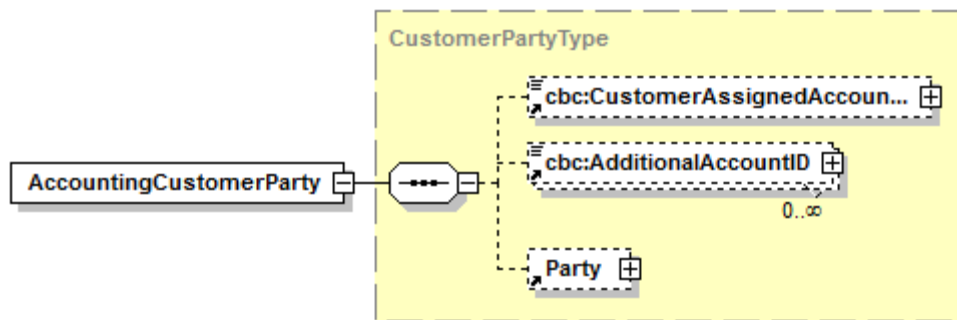 CustomerPartyType
cbc:CustomerAssignedAccoun...
AccountingCustomerParty
cbc:AdditionalAccountID
0..∞
Party